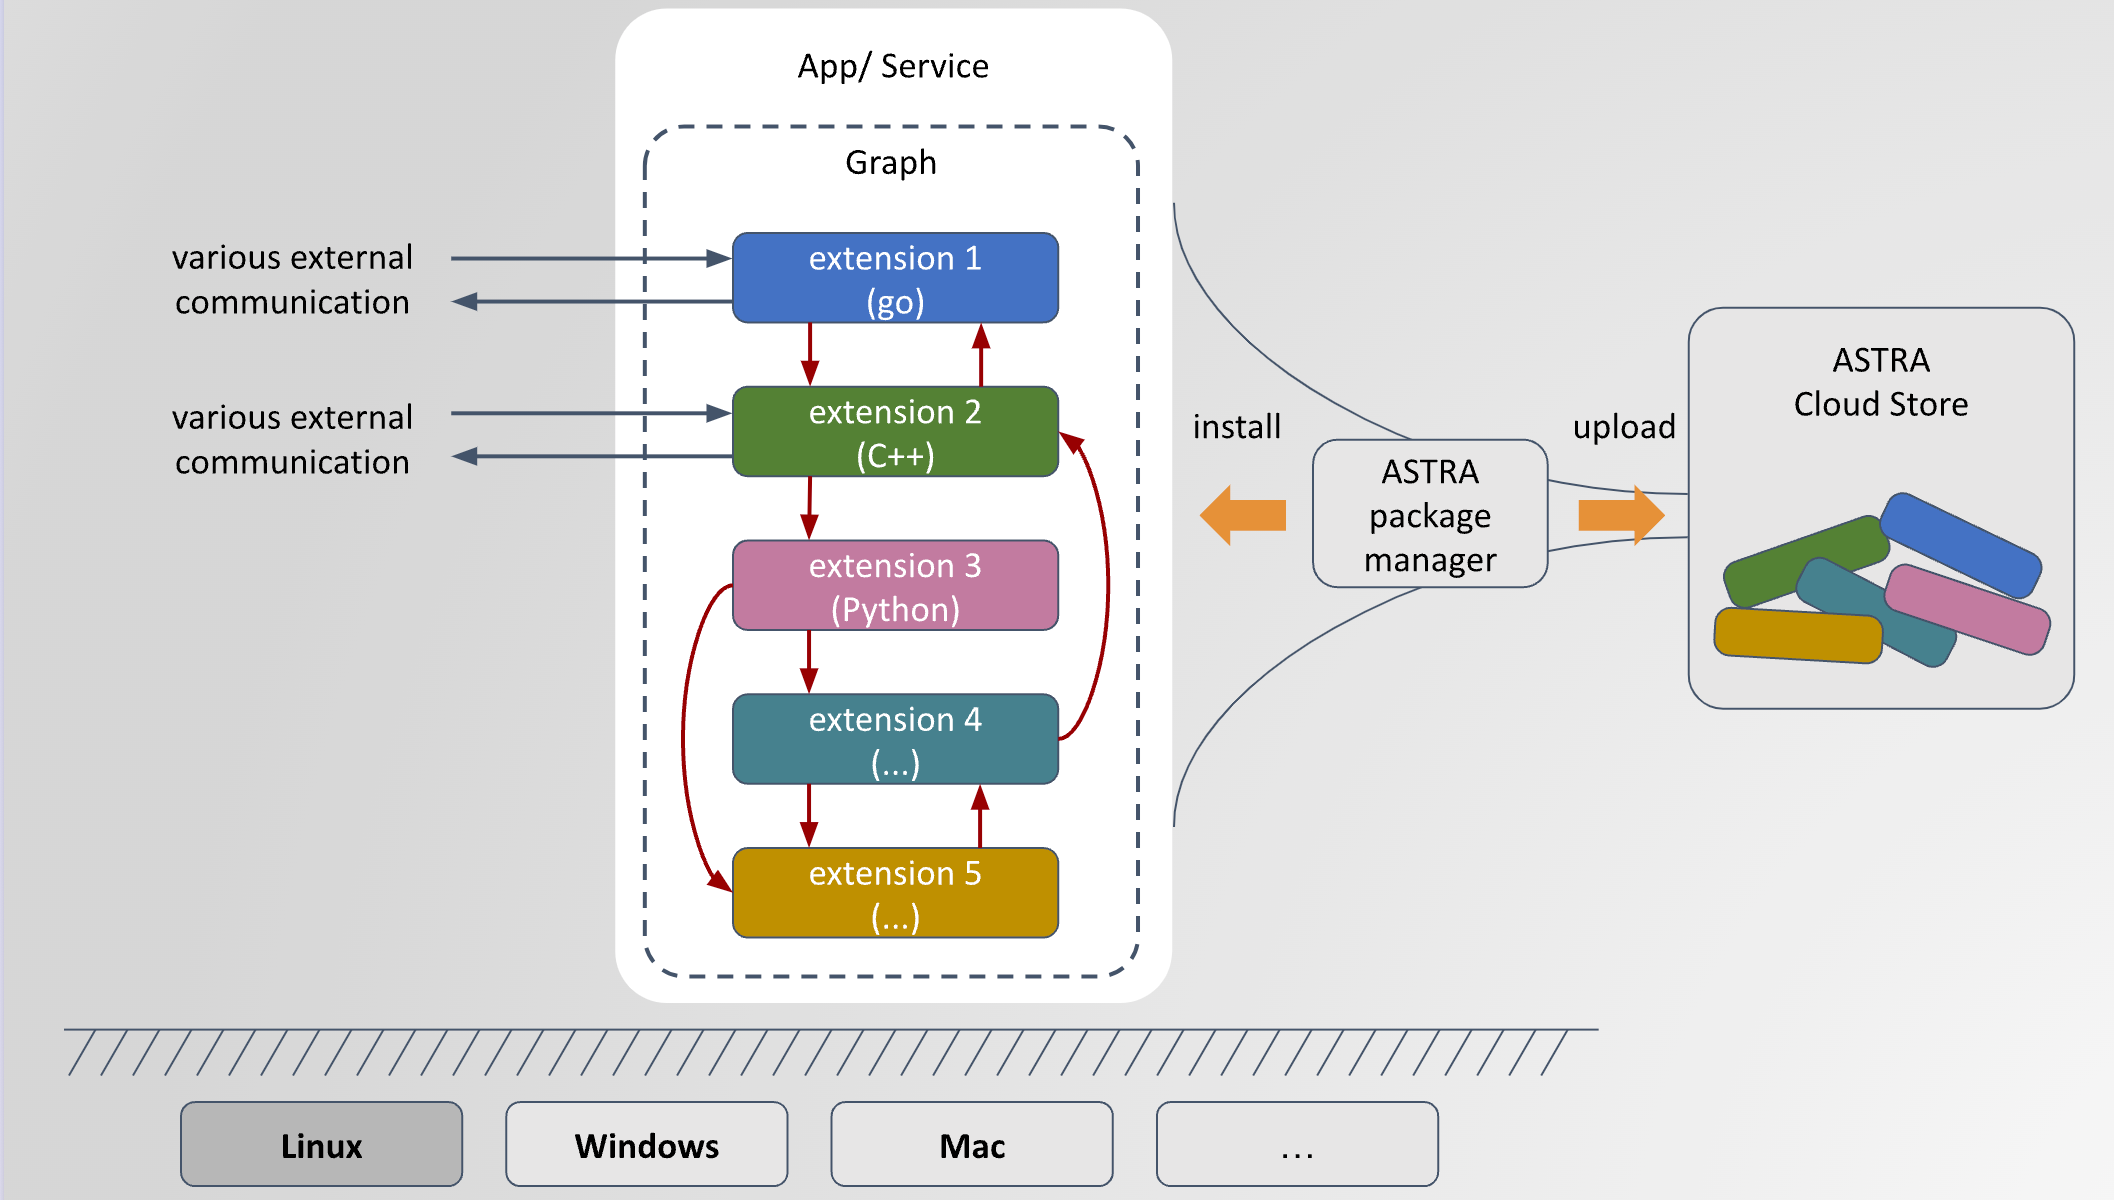 App/ Service
Graph
various external
communication
extension 1
(go)
various external
communication
extension 2
(C++)
extension 3
(Python)
extension 4
(...)
extension 5
(...)
install
ASTRA
package
manager
upload
ASTRA
Cloud Store
Linux
Windows
Mac
...